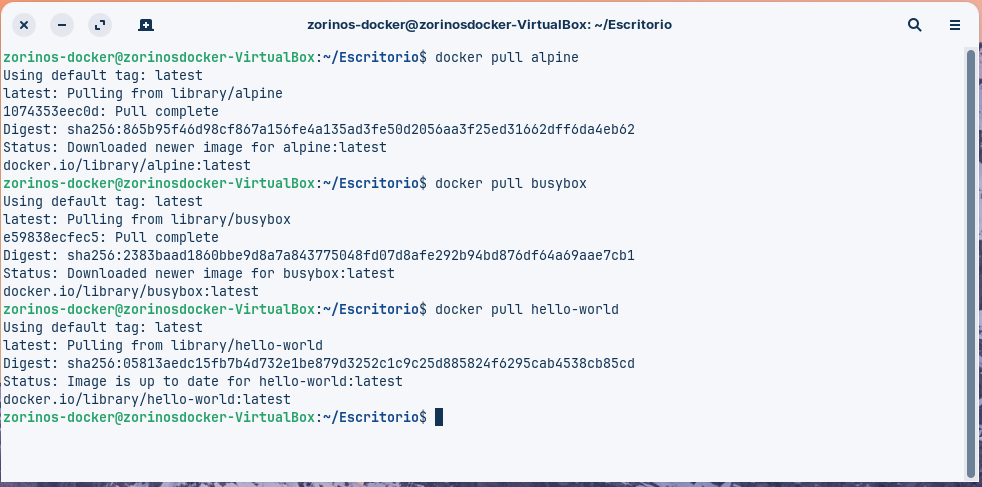 zorinos-docker@zorinosdocker-VirtualBox: ~/Escritorio
zorinos-docker@zorinosdocker-VirtualBox:~/Escritorio$ docker pull alpine
Using default tag: latest
latest: Pulling from library/alpine
1074353eec0d: Pull complete
Digest: sha256:865b95f46d98cf867a156fe4a135ad3fe50d2056aa3f25ed31662dff6da4eb62
Status: Downloaded newer image for alpine:latest
docker.io/library/alpine:latest
zorinos-docker@zorinosdocker-VirtualBox:~/Escritorio$ docker pull busybox
Using default tag: latest
latest: Pulling from library/busybox
e59838ecfec5: Pull complete
Digest: sha256:2383baad1860bbe9d8a7a843775048fd07d8afe292b94bd876df64a69aae7cb1
Status: Downloaded newer image for busybox:latest
docker.io/library/busybox:latest
zorinos-docker@zorinosdocker-VirtualBox:~/Escritorio$ docker pull hello-world
Using default tag: latest
latest: Pulling from library/hello-world
Digest: sha256:05813aedc15fb7b4d732e1be879d3252c1c9c25d885824f6295cab4538cb85cd
Status: Image is up to date for hello-world:latest
docker.io/library/hello-world:latest
zorinos-docker@zorinosdocker-VirtualBox:~/Escritorio$